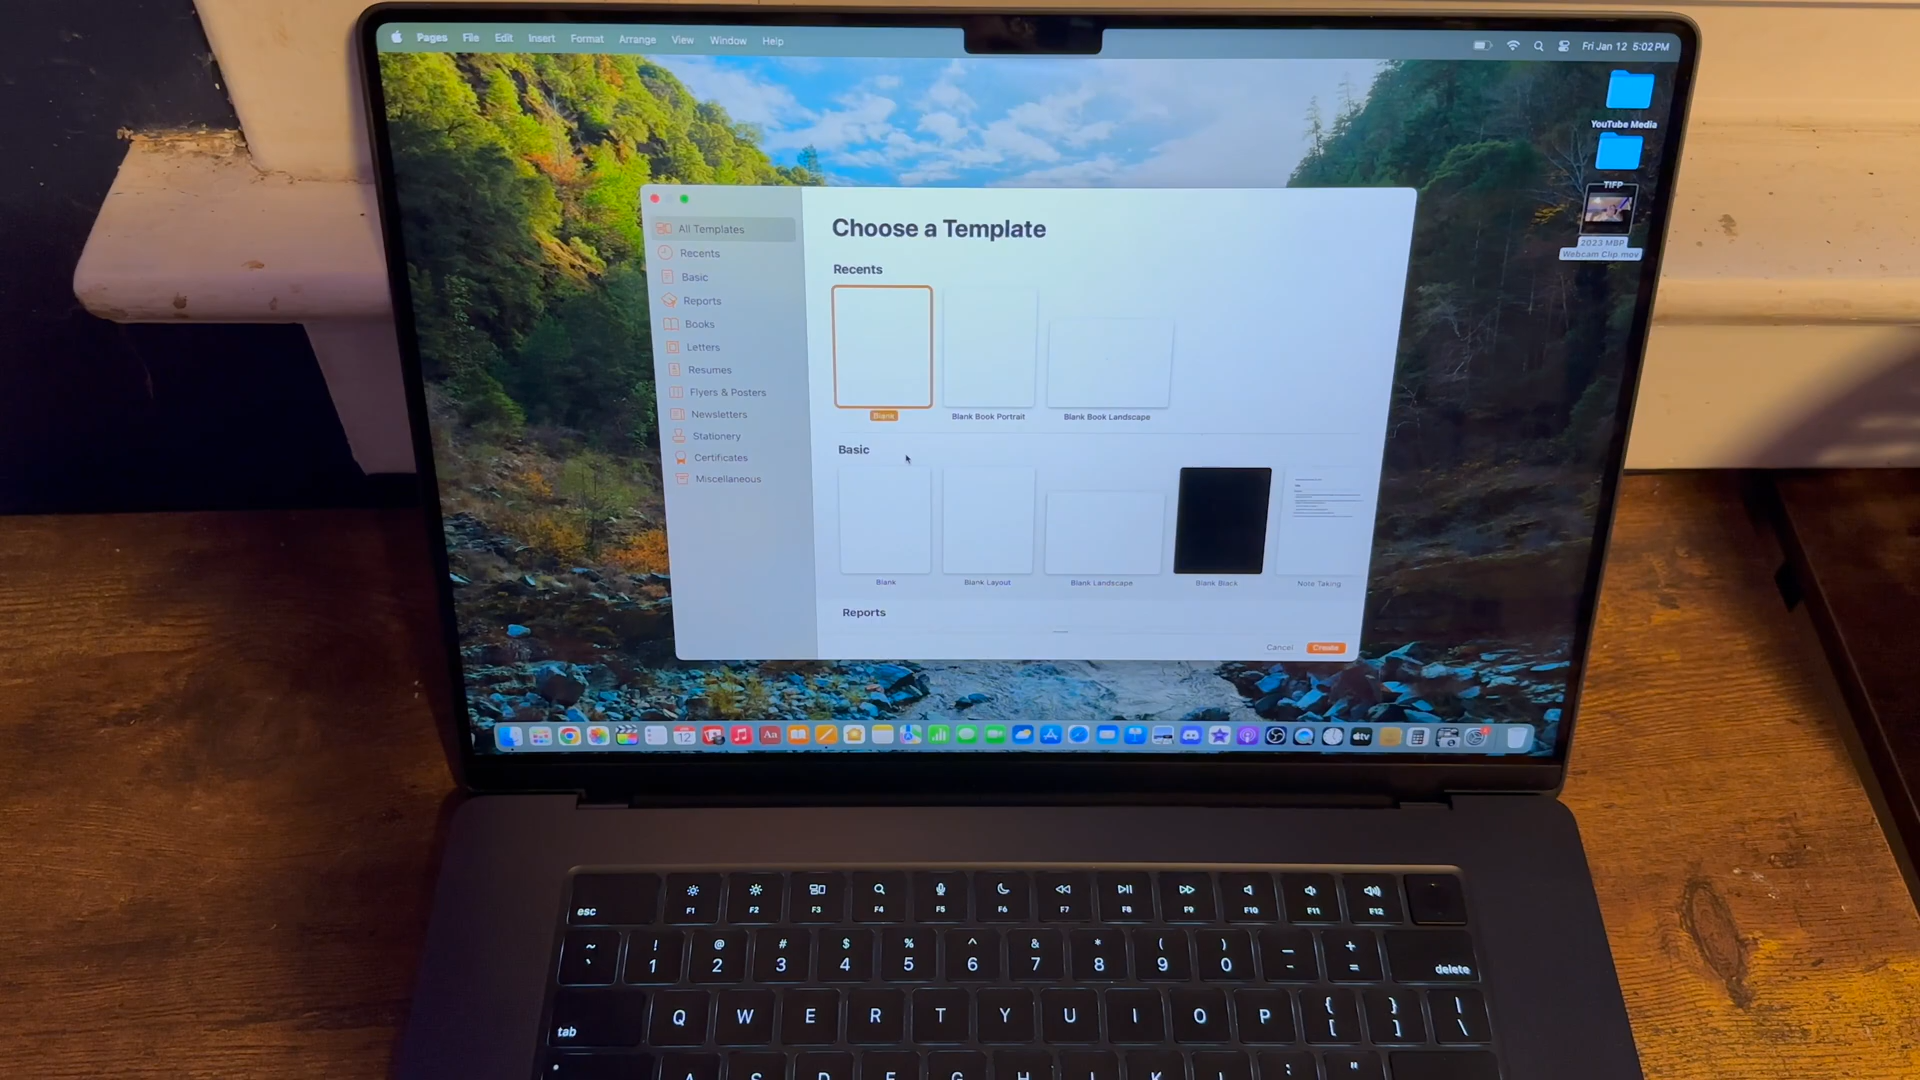 Pages File Edit Insert Format Arrange View Window Help
Fri Jan 12 5:02 PM
YouTube Media
TIFP
2023 MBP
Webcam Clip.mov
All Templates
Recents
Basic
Reports
Books
Letters
Resumes
Flyers & Posters
Newsletters
Stationery
Certificates
Miscellaneous
Choose a Template
Recents
Blank
Blank Book Portrait
Blank Book Landscape
Basic
Blank
Blank Layout
Blank Landscape
Blank Black
Note Taking
Reports
Cancel
Create
12
Aa
tv
esc F1 F2 F3 F4 F5 F6 F7 F8 F9 F10 F11 F12
~ ! @ # $ % ^ & * ( ) _ +
` 1 2 3 4 5 6 7 8 9 0 - = delete
tab Q W E R T Y U I O P { [ } ] | \
A S D F G H J K L : "